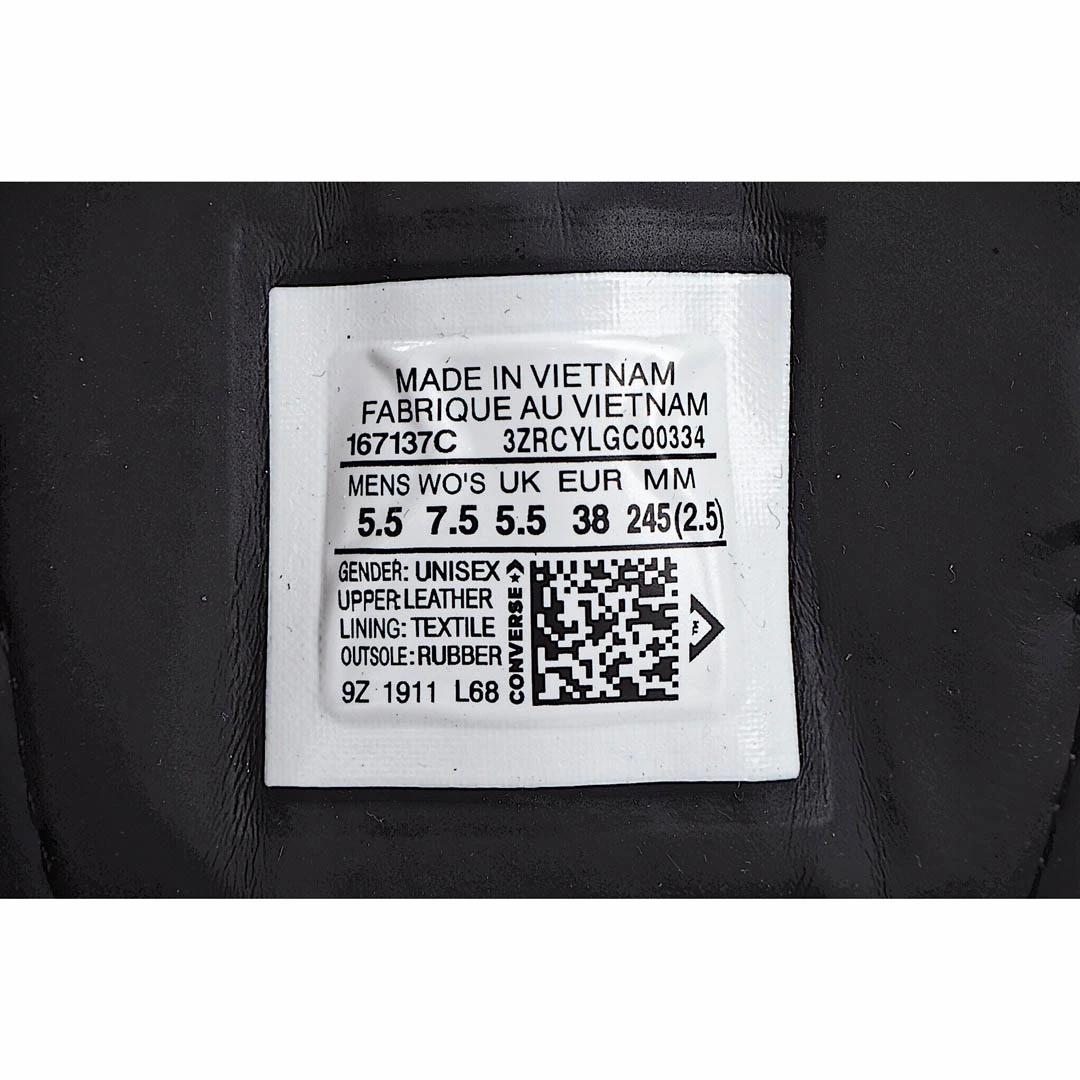 MADE IN VIETNAM
FABRIQUE AU VIETNAM
167137C 3ZRCYLGC00334
MENS WO'S UK EUR MM
5.5 7.5 5.5 38 245(2.5)
GENDER: UNISEX
UPPER: LEATHER
LINING: TEXTILE
OUTSOLE: RUBBER
9Z 1911 L68
CONVERSE
TM